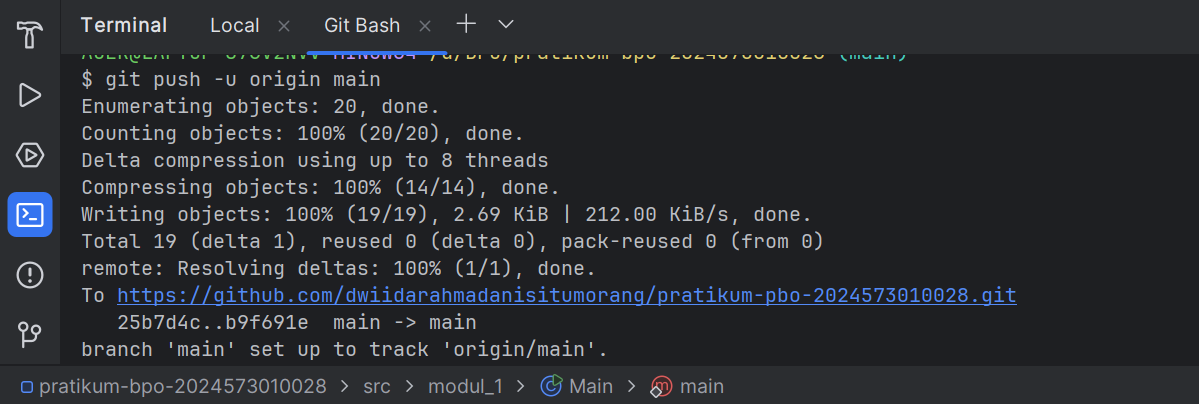 Terminal Local Git Bash
$ git push -u origin main
Enumerating objects: 20, done.
Counting objects: 100% (20/20), done.
Delta compression using up to 8 threads
Compressing objects: 100% (14/14), done.
Writing objects: 100% (19/19), 2.69 KiB | 212.00 KiB/s, done.
Total 19 (delta 1), reused 0 (delta 0), pack-reused 0 (from 0)
remote: Resolving deltas: 100% (1/1), done.
To https://github.com/dwiidarahmadanisitumorang/pratikum-pbo-2024573010028.git
25b7d4c..b9f691e  main -> main
branch 'main' set up to track 'origin/main'.
pratikum-bpo-2024573010028 > src > modul_1 > Main > main